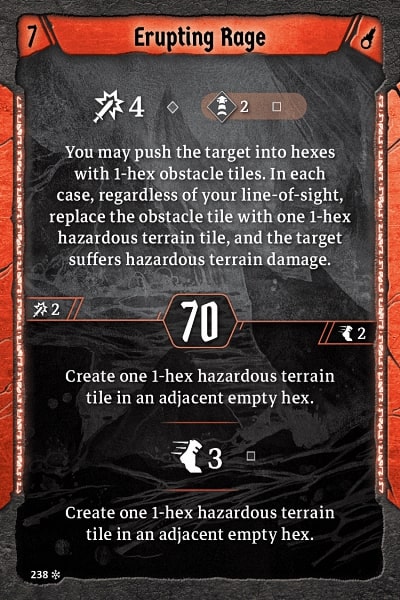 7 Erupting Rage
4 2
You may push the target into hexes
with 1-hex obstacle tiles. In each
case, regardless of your line-of-sight,
replace the obstacle tile with one 1-hex
hazardous terrain tile, and the target
suffers hazardous terrain damage.
2
70
2
Create one 1-hex hazardous terrain
tile in an adjacent empty hex.
3
Create one 1-hex hazardous terrain
tile in an adjacent empty hex.
238